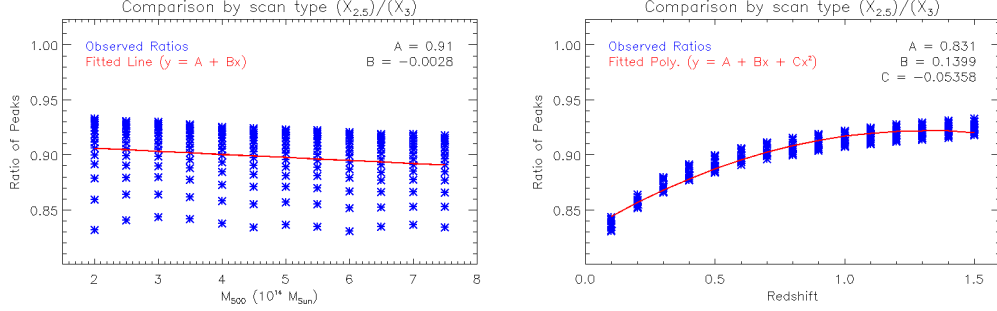 Comparison by scan type (X2.5)/(X3)
Observed Ratios
Fitted Line (y = A + Bx)
A = 0.91
B = −0.0028
Ratio of Peaks
1.00
0.95
0.90
0.85
2 3 4 5 6 7 8
M500 (10¹⁴ MSun)
Comparison by scan type (X2.5)/(X3)
Observed Ratios
Fitted Poly. (y = A + Bx + Cx²)
A = 0.831
B = 0.1399
C = −0.05358
Ratio of Peaks
1.00
0.95
0.90
0.85
0.0 0.5 1.0 1.5
Redshift